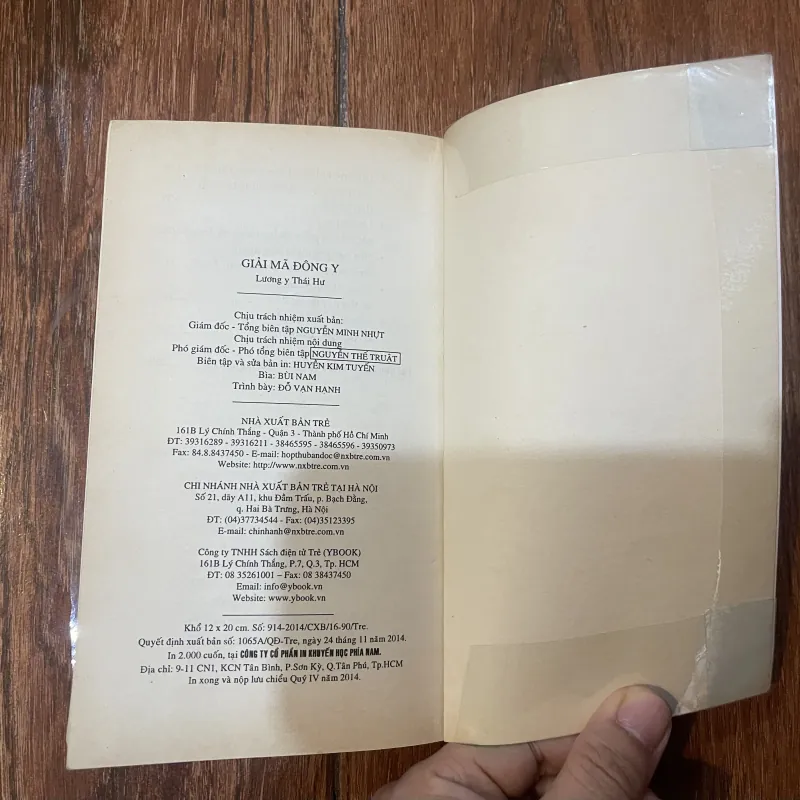 GIẢI MÃ ĐÔNG Y
Lương y Thái Hư
Chịu trách nhiệm xuất bản:
Giám đốc - Tổng biên tập NGUYỄN MINH NHỰT
Chịu trách nhiệm nội dung
Phó giám đốc - Phó tổng biên tập NGUYỄN THẾ TRUẬT
Biên tập và sửa bản in: HUYỀN KIM TUYẾN
Bìa: BÙI NAM
Trình bày: ĐỖ VẠN HẠNH
NHÀ XUẤT BẢN TRẺ
161B Lý Chính Thắng - Quận 3 - Thành phố Hồ Chí Minh
ĐT: 39316289 - 39316211 - 38465595 - 38465596 - 39350973
Fax: 84.8.8437450 - E-mail: hopthubandoc@nxbtre.com.vn
Website: http://www.nxbtre.com.vn
CHI NHÁNH NHÀ XUẤT BẢN TRẺ TẠI HÀ NỘI
Số 21, dãy A11, khu Đầm Trấu, p. Bạch Đằng,
q. Hai Bà Trưng, Hà Nội
ĐT: (04)37734544 - Fax: (04)35123395
E-mail: chinhanh@nxbtre.com.vn
Công ty TNHH Sách điện tử Trẻ (YBOOK)
161B Lý Chính Thắng, P.7, Q.3, Tp. HCM
ĐT: 08 35261001 – Fax: 08 38437450
Email: info@ybook.vn
Website: www.ybook.vn
Khổ 12 x 20 cm. Số: 914-2014/CXB/16-90/Tre.
Quyết định xuất bản số: 1065A/QĐ-Tre, ngày 24 tháng 11 năm 2014.
In 2.000 cuốn, tại CÔNG TY CỔ PHẦN IN KHUYẾN HỌC PHÍA NAM.
Địa chỉ: 9-11 CN1, KCN Tân Bình, P.Sơn Kỳ, Q.Tân Phú, Tp.HCM
In xong và nộp lưu chiểu Quý IV năm 2014.